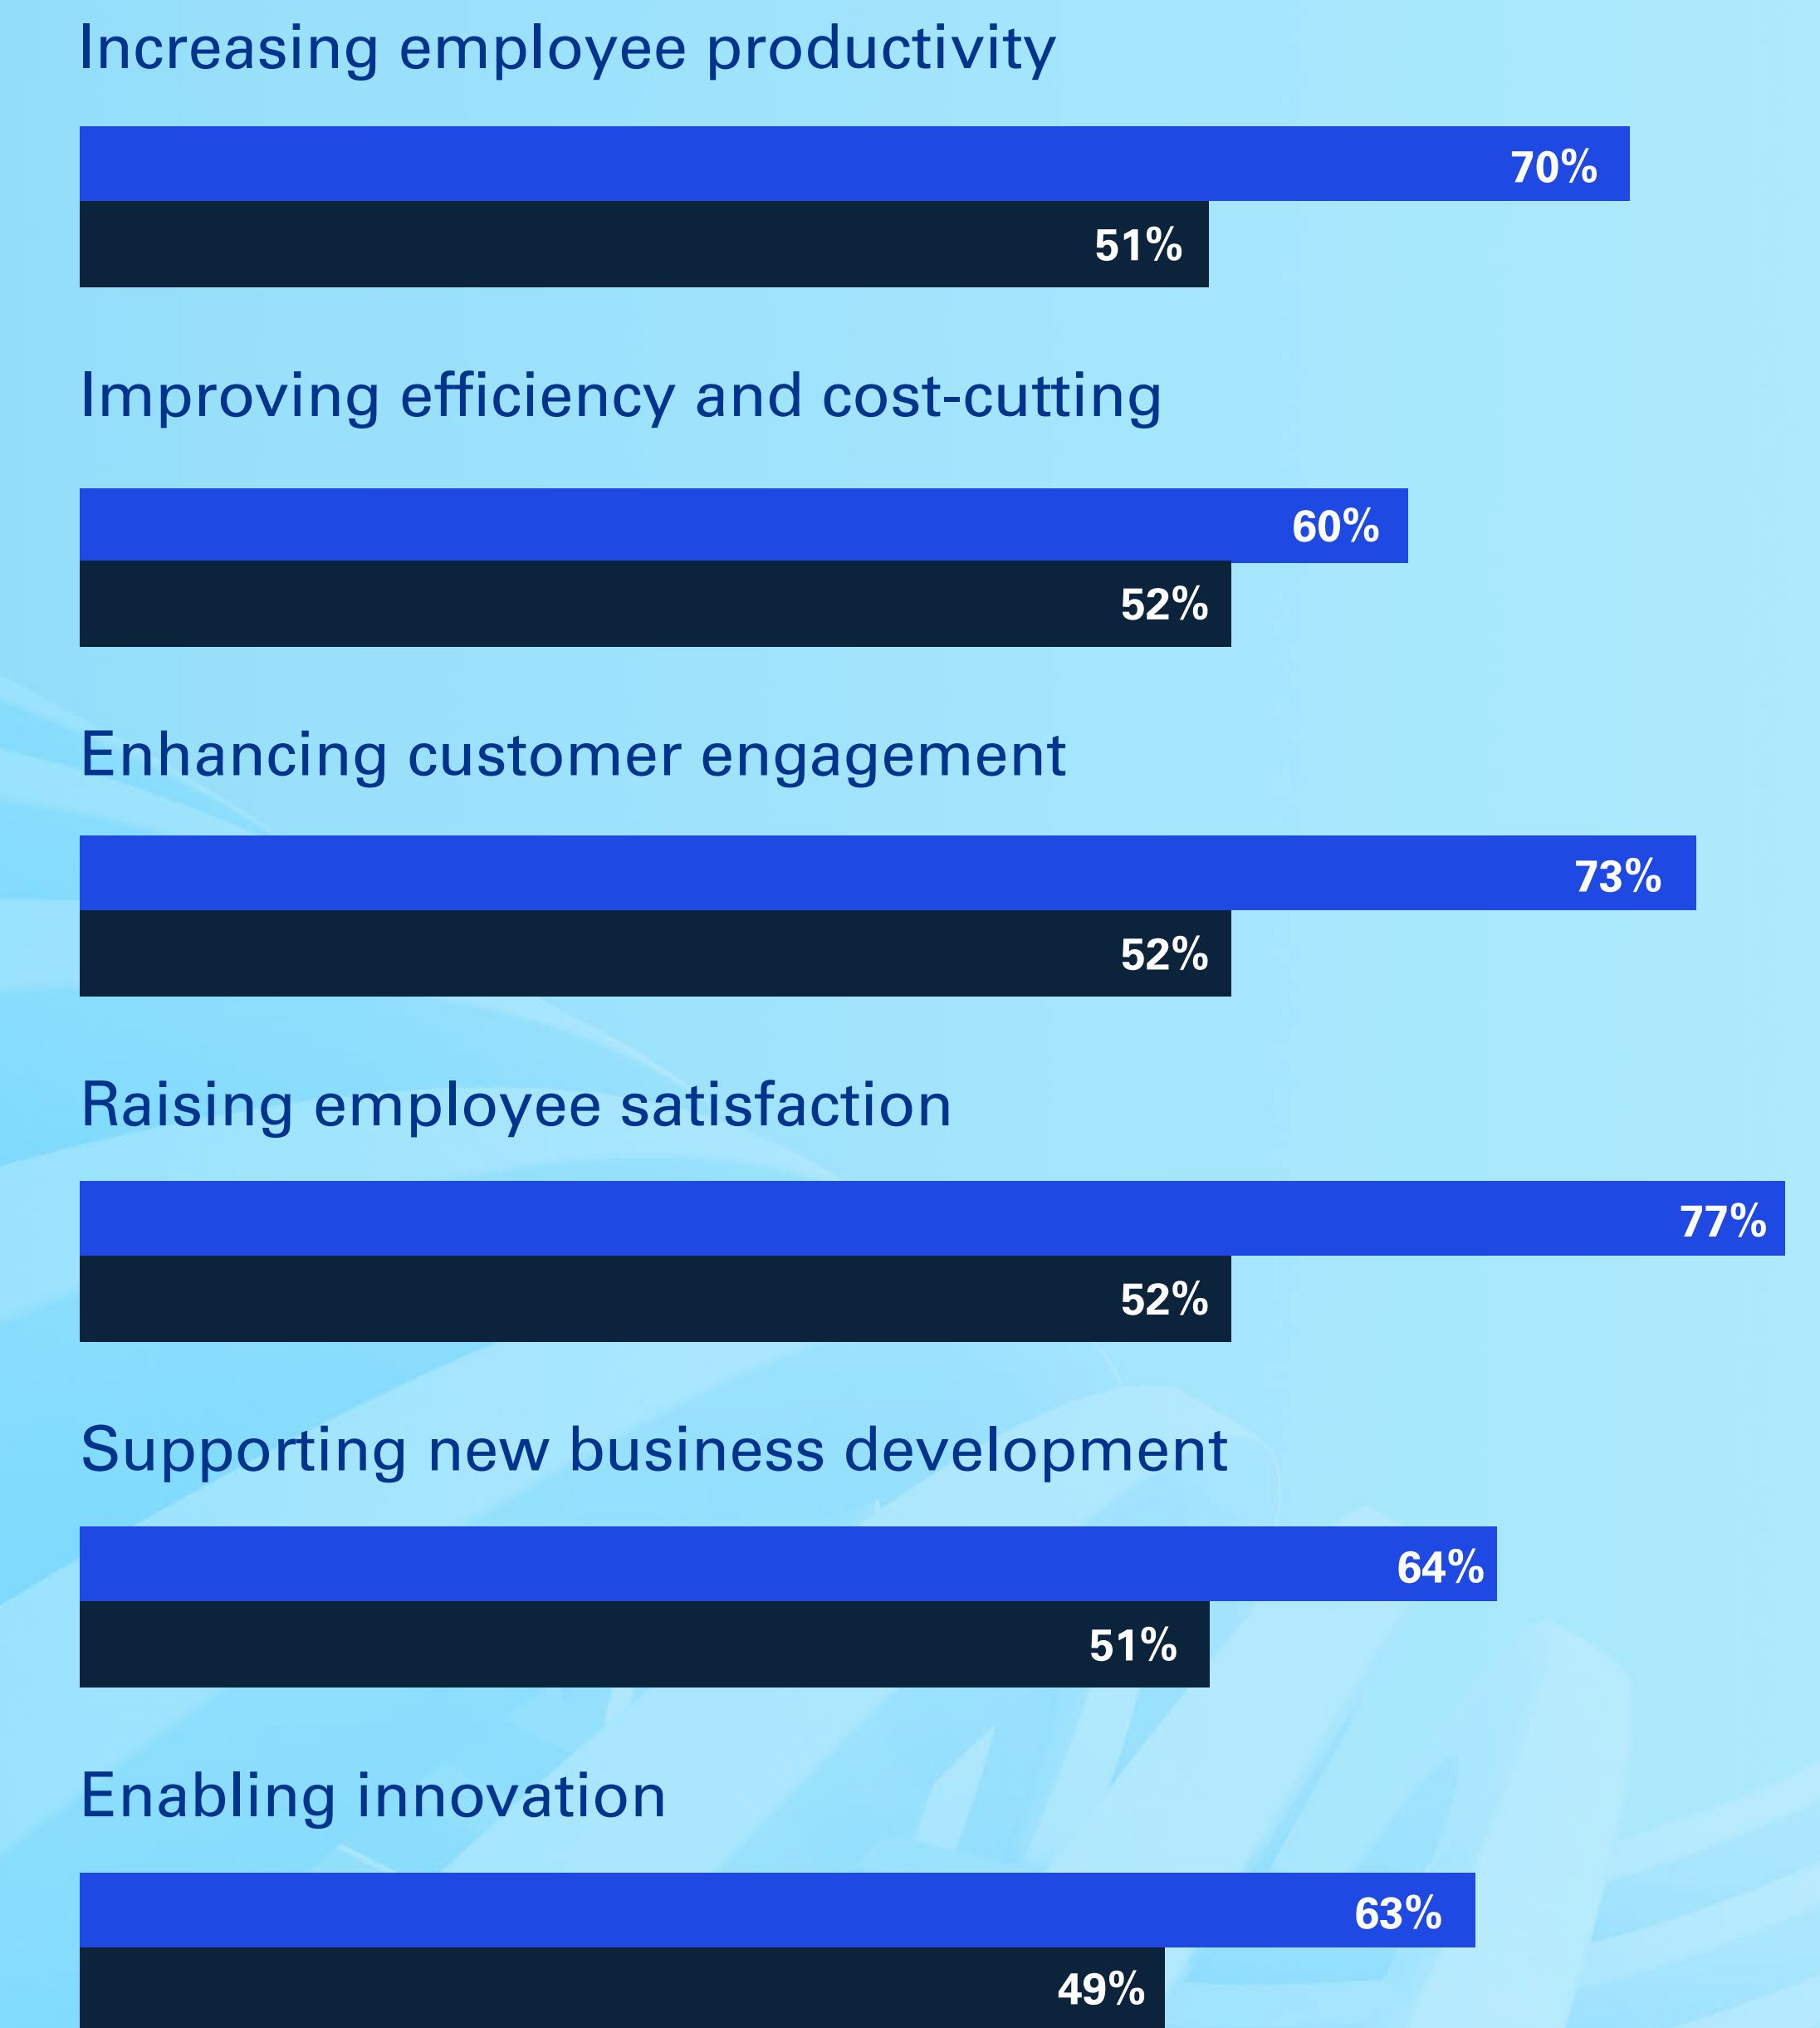 Increasing employee productivity
70%
51%
Improving efficiency and cost-cutting
60%
52%
Enhancing customer engagement
73%
52%
Raising employee satisfaction
77%
52%
Supporting new business development
64%
51%
Enabling innovation
63%
49%